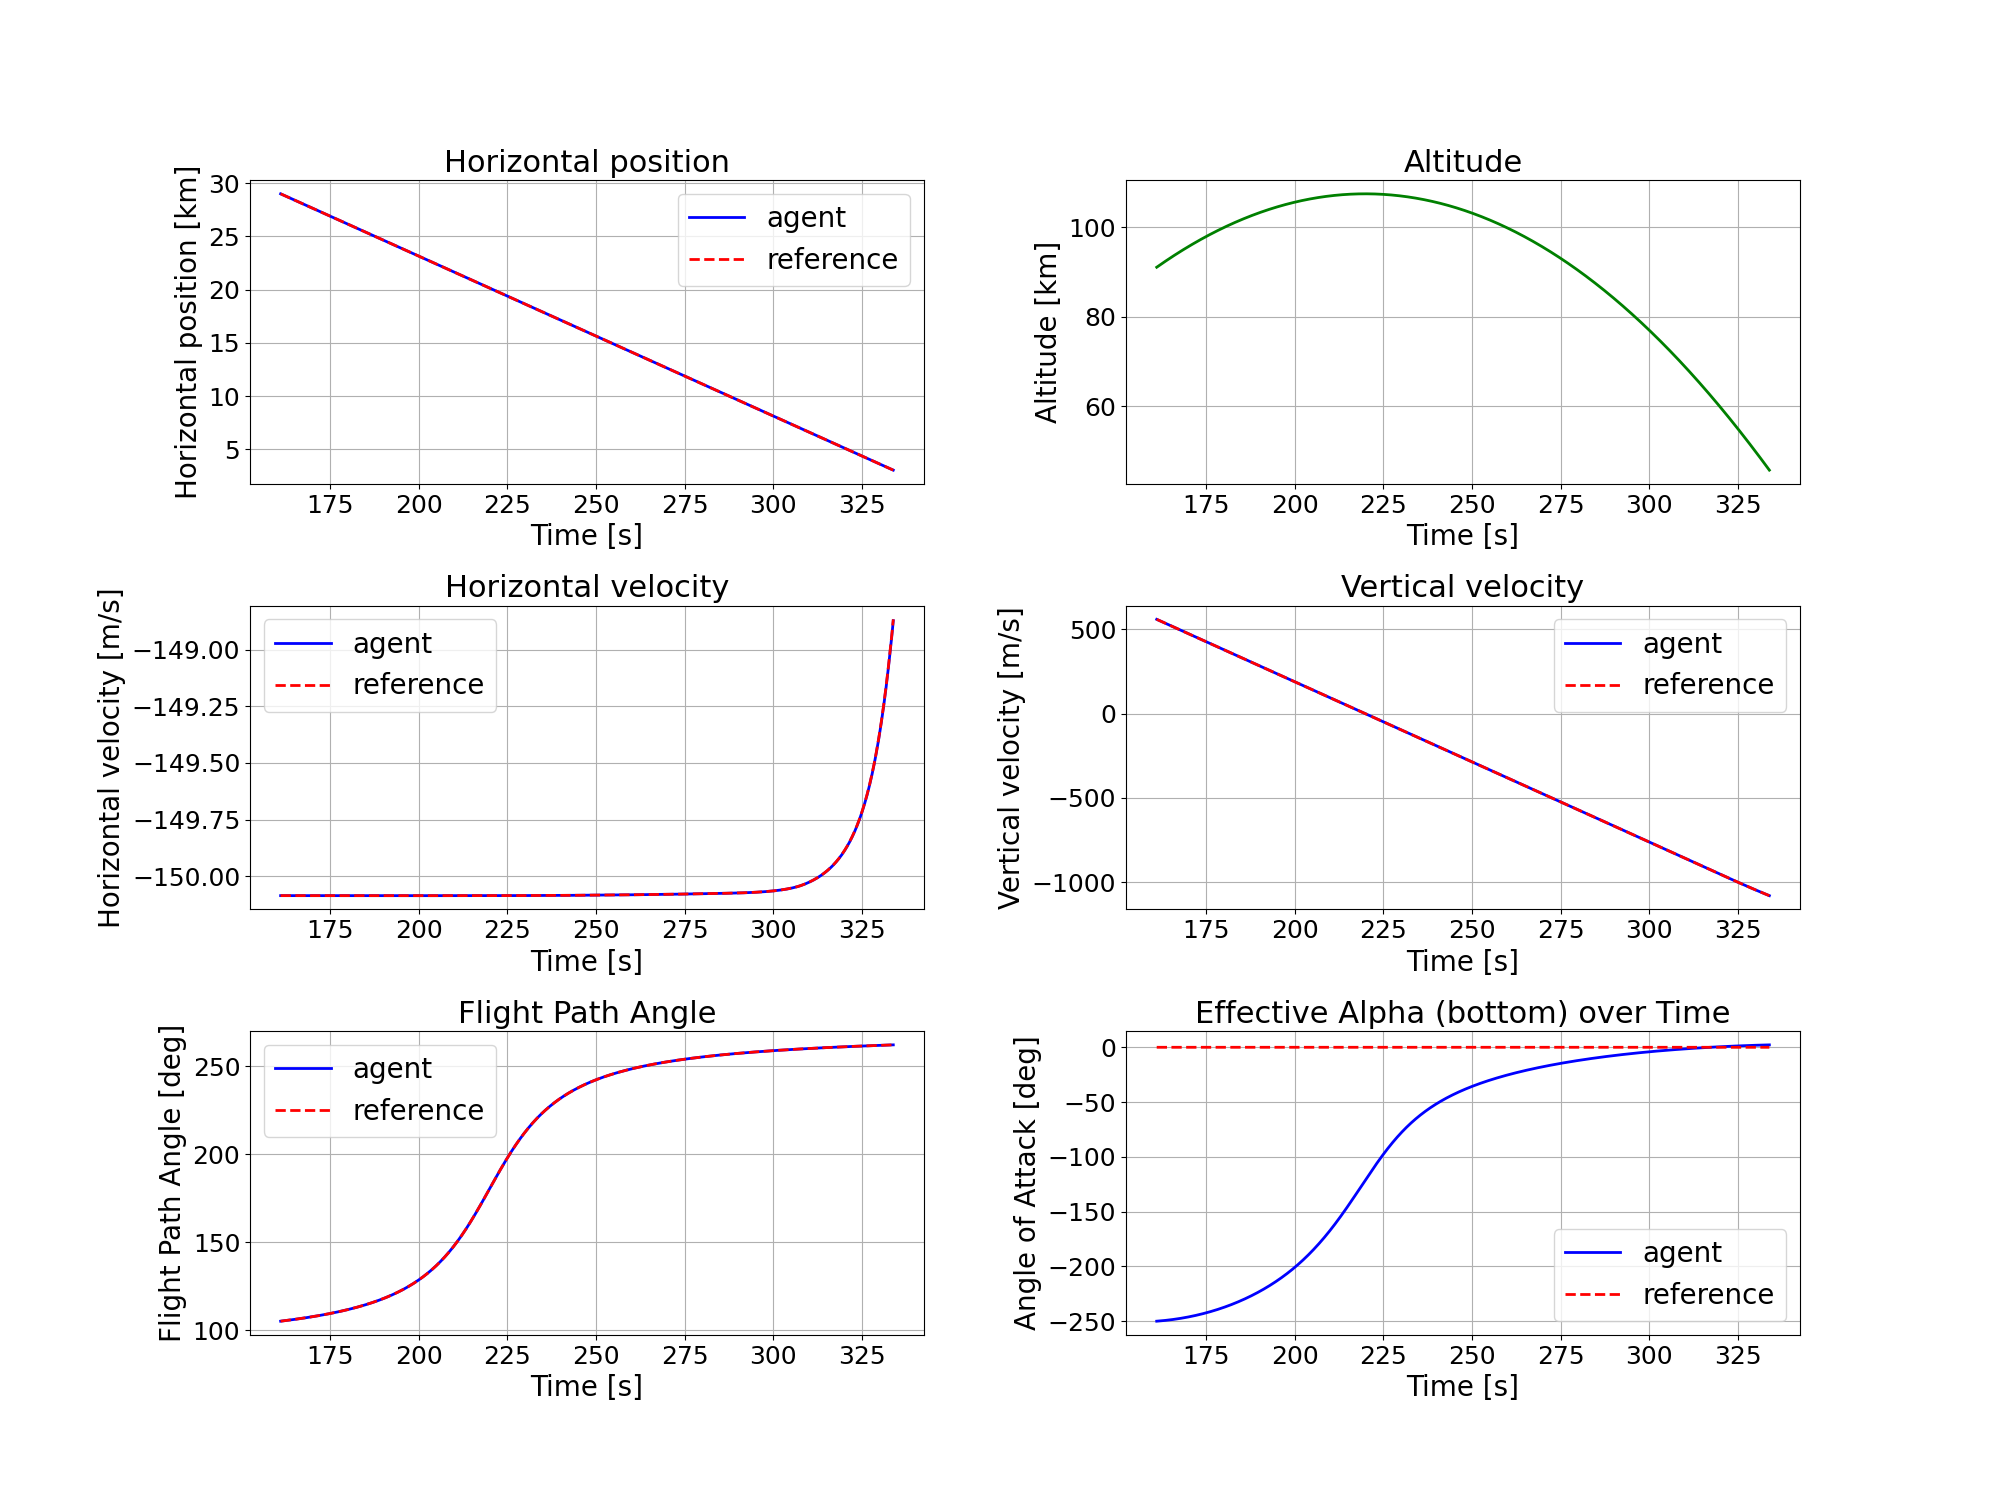 Horizontal position
Horizontal position [km]
30
25
20
15
10
5
agent
reference
175 200 225 250 275 300 325
Time [s]
Altitude
Altitude [km]
100
80
60
175 200 225 250 275 300 325
Time [s]
Horizontal velocity
Horizontal velocity [m/s]
−149.00
−149.25
−149.50
−149.75
−150.00
agent
reference
175 200 225 250 275 300 325
Time [s]
Vertical velocity
Vertical velocity [m/s]
500
0
−500
−1000
agent
reference
175 200 225 250 275 300 325
Time [s]
Flight Path Angle
Flight Path Angle [deg]
250
200
150
100
agent
reference
175 200 225 250 275 300 325
Time [s]
Effective Alpha (bottom) over Time
Angle of Attack [deg]
0
−50
−100
−150
−200
−250
agent
reference
175 200 225 250 275 300 325
Time [s]